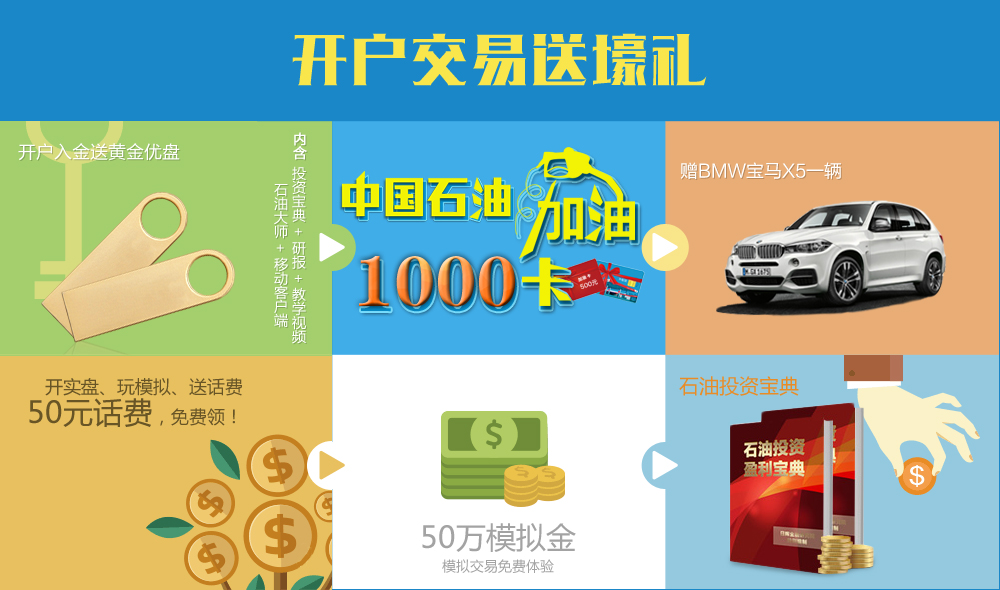 开户交易送壕礼
开户入金送黄金优盘
内含
投资宝典+研报+教学视频
石油大师+移动客户端
中国石油
加油
1000
卡
500元
赠BMW宝马X5一辆
开实盘、玩模拟、送话费
50元话费，免费领！
$
50万模拟金
模拟交易免费体验
石油投资宝典
石油投资
盈利宝典
$